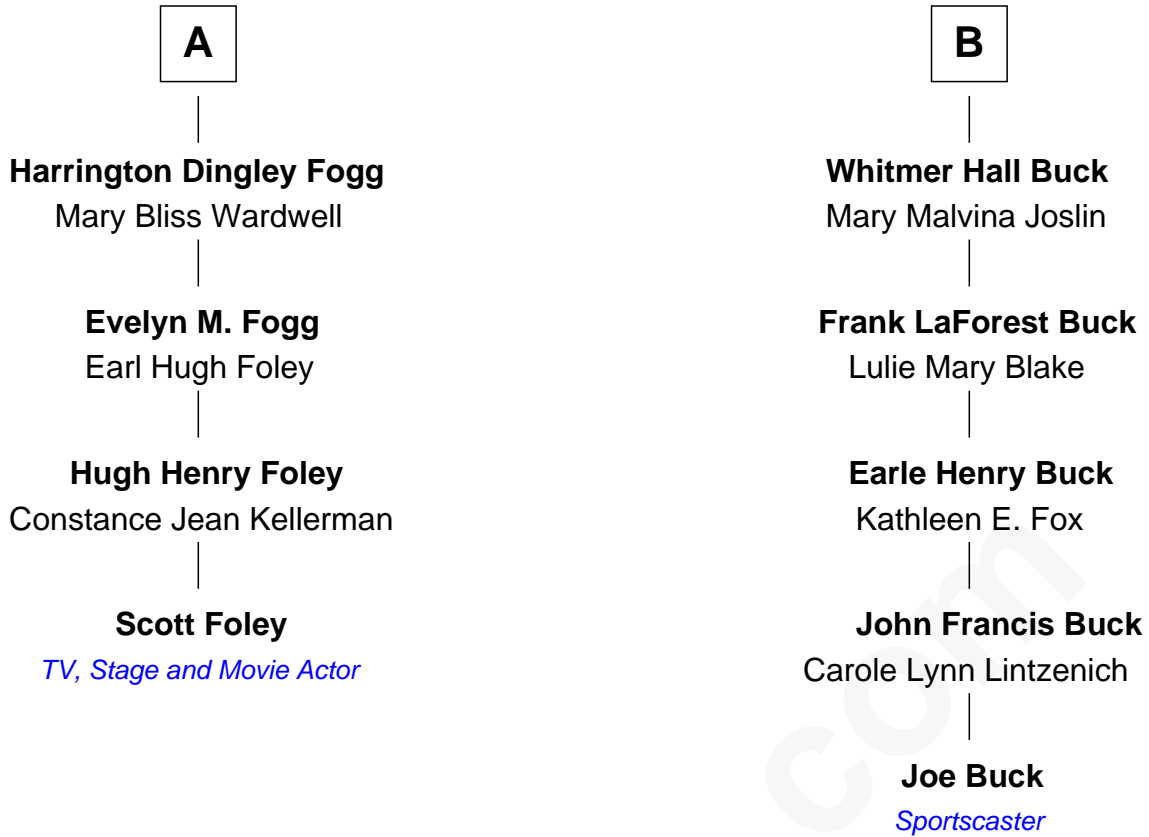 A
Harrington Dingley Fogg
Mary Bliss Wardwell
Evelyn M. Fogg
Earl Hugh Foley
Hugh Henry Foley
Constance Jean Kellerman
Scott Foley
TV, Stage and Movie Actor
B
Whitmer Hall Buck
Mary Malvina Joslin
Frank LaForest Buck
Lulie Mary Blake
Earle Henry Buck
Kathleen E. Fox
John Francis Buck
Carole Lynn Lintzenich
Joe Buck
Sportscaster
com